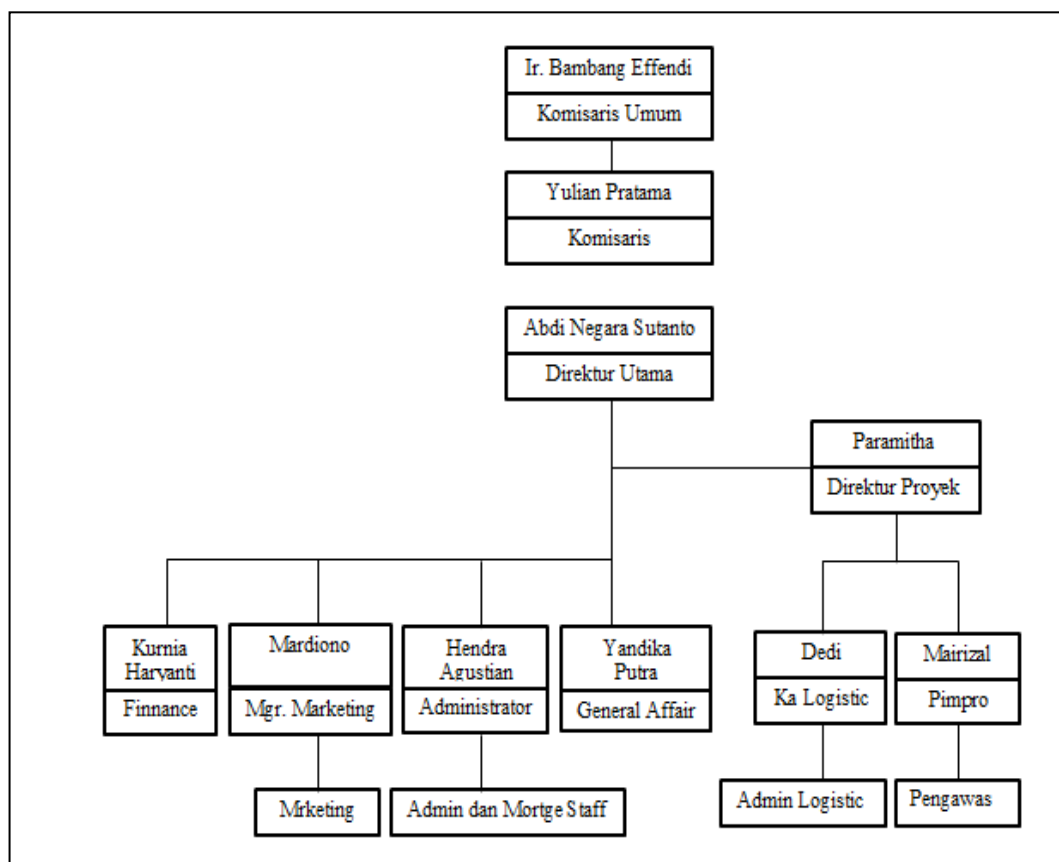 Ir. Bambang Effendi
Komisaris Umum
Yulian Pratama
Komisaris
Abdi Negara Sutanto
Direktur Utama
Paramitha
Direktur Proyek
Kurnia
Haryanti
Finnance
Mardiono
Mgr. Marketing
Hendra
Agustian
Administrator
Yandika
Putra
General Affair
Dedi
Ka Logistic
Mairizal
Pimpro
Mrketing
Admin dan Mortge Staff
Admin Logistic
Pengawas